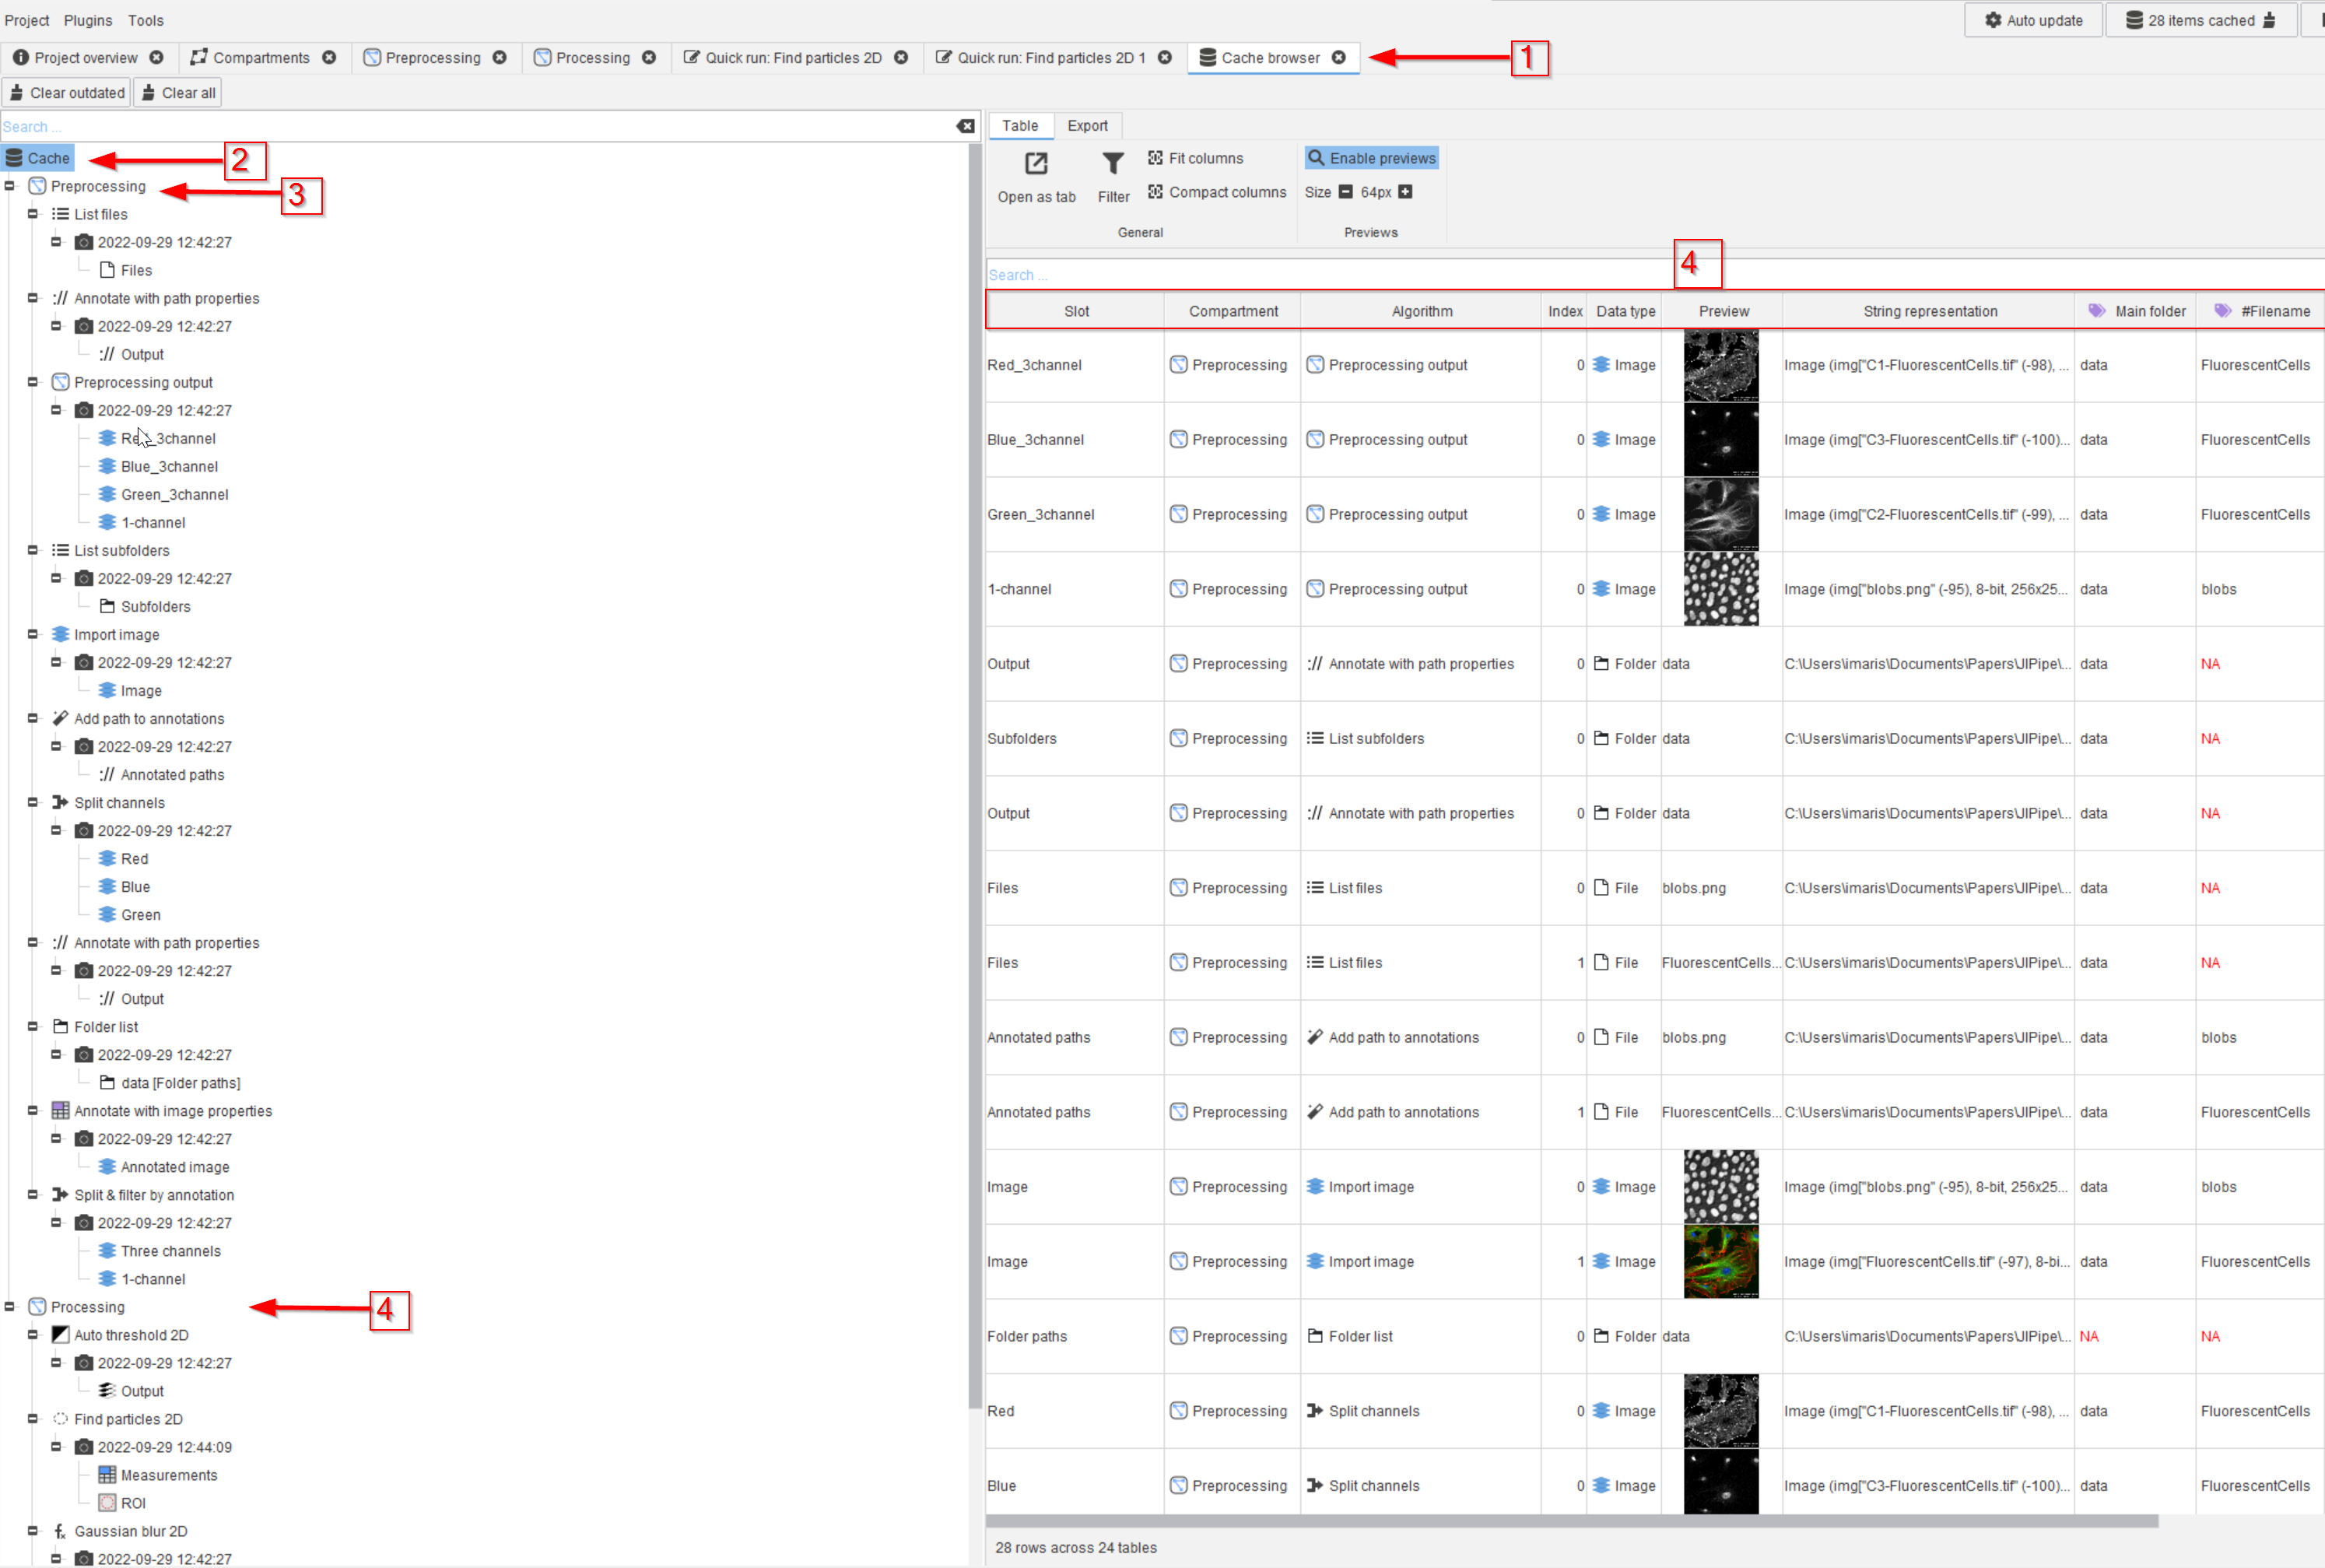 Project Plugins Tools
Auto update 28 items cached
Project overview Compartments Preprocessing Processing Quick run: Find particles 2D Quick run: Find particles 2D 1 Cache browser 1
Clear outdated Clear all
Search ...
Cache 2
Preprocessing 3
List files
2022-09-29 12:42:27
Files
:// Annotate with path properties
2022-09-29 12:42:27
:// Output
Preprocessing output
2022-09-29 12:42:27
Red_3channel
Blue_3channel
Green_3channel
1-channel
List subfolders
2022-09-29 12:42:27
Subfolders
Import image
2022-09-29 12:42:27
Image
Add path to annotations
2022-09-29 12:42:27
:// Annotated paths
Split channels
2022-09-29 12:42:27
Red
Blue
Green
:// Annotate with path properties
2022-09-29 12:42:27
:// Output
Folder list
2022-09-29 12:42:27
data [Folder paths]
Annotate with image properties
2022-09-29 12:42:27
Annotated image
Split & filter by annotation
2022-09-29 12:42:27
Three channels
1-channel
Processing 4
Auto threshold 2D
2022-09-29 12:42:27
Output
Find particles 2D
2022-09-29 12:44:09
Measurements
ROI
Gaussian blur 2D
2022-09-29 12:42:27
Table Export
Open as tab Filter Fit columns Enable previews
Compact columns Size 64px
General Previews
4
Search ...
Slot Compartment Algorithm Index Data type Preview String representation Main folder #Filename
Red_3channel Preprocessing Preprocessing output 0 Image Image (img["C1-FluorescentCells.tif" (-98), ... data FluorescentCells
Blue_3channel Preprocessing Preprocessing output 0 Image Image (img["C3-FluorescentCells.tif" (-100)... data FluorescentCells
Green_3channel Preprocessing Preprocessing output 0 Image Image (img["C2-FluorescentCells.tif" (-99), ... data FluorescentCells
1-channel Preprocessing Preprocessing output 0 Image Image (img["blobs.png" (-95), 8-bit, 256x25... data blobs
Output Preprocessing :// Annotate with path properties 0 Folder data C:\Users\imaris\Documents\Papers\JIPipe\... data NA
Subfolders Preprocessing List subfolders 0 Folder data C:\Users\imaris\Documents\Papers\JIPipe\... data NA
Output Preprocessing :// Annotate with path properties 0 Folder data C:\Users\imaris\Documents\Papers\JIPipe\... data NA
Files Preprocessing List files 0 File blobs.png C:\Users\imaris\Documents\Papers\JIPipe\... data NA
Files Preprocessing List files 1 File FluorescentCells... C:\Users\imaris\Documents\Papers\JIPipe\... data NA
Annotated paths Preprocessing Add path to annotations 0 File blobs.png C:\Users\imaris\Documents\Papers\JIPipe\... data blobs
Annotated paths Preprocessing Add path to annotations 1 File FluorescentCells... C:\Users\imaris\Documents\Papers\JIPipe\... data FluorescentCells
Image Preprocessing Import image 0 Image Image (img["blobs.png" (-95), 8-bit, 256x25... data blobs
Image Preprocessing Import image 1 Image Image (img["FluorescentCells.tif" (-97), 8-bi... data FluorescentCells
Folder paths Preprocessing Folder list 0 Folder data C:\Users\imaris\Documents\Papers\JIPipe\... NA NA
Red Preprocessing Split channels 0 Image Image (img["C1-FluorescentCells.tif" (-98), ... data FluorescentCells
Blue Preprocessing Split channels 0 Image Image (img["C3-FluorescentCells.tif" (-100)... data FluorescentCells
28 rows across 24 tables